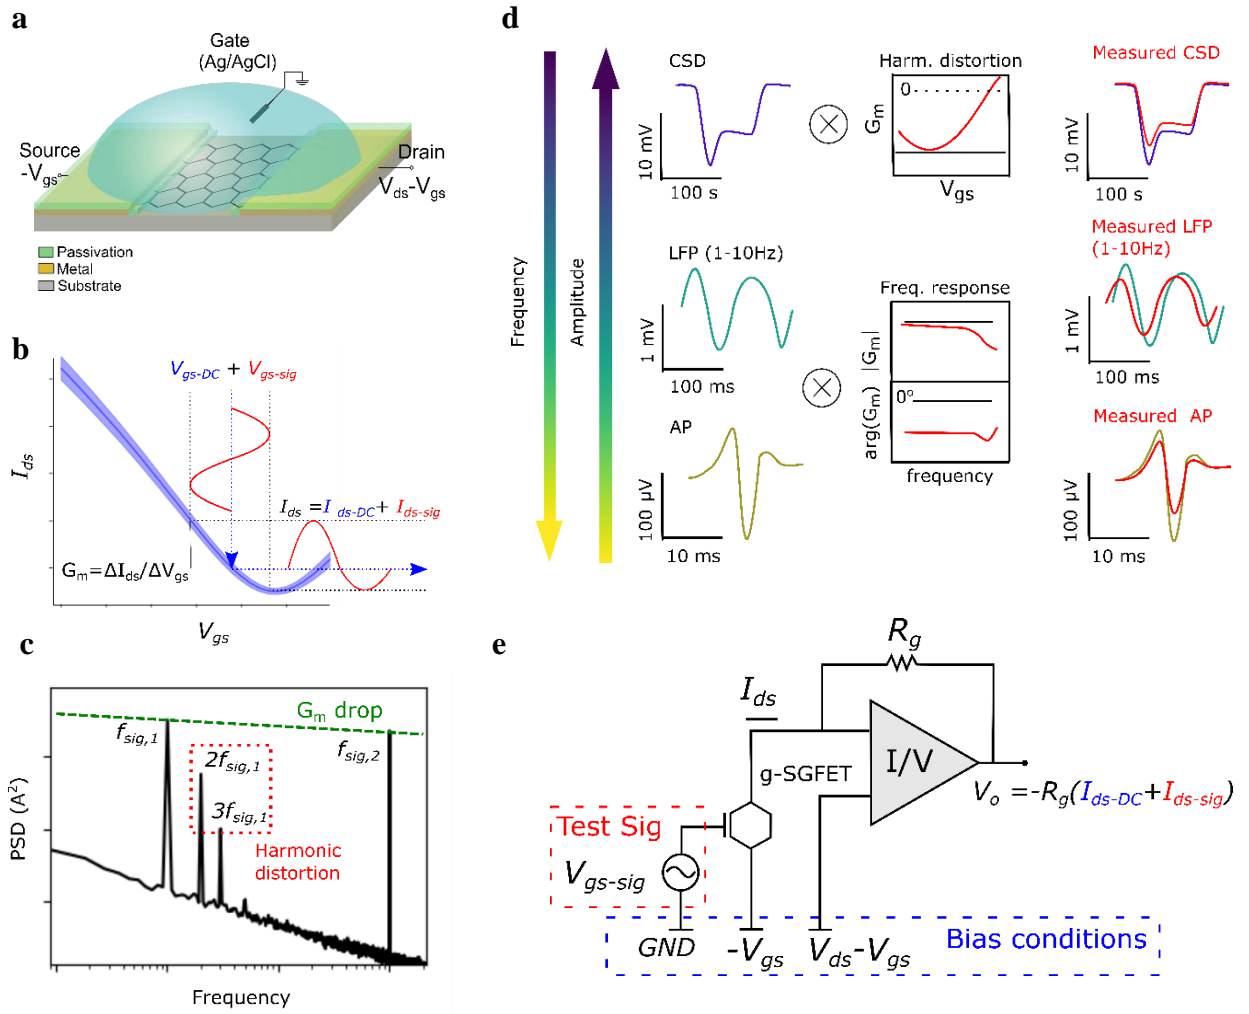 a
Gate
(Ag/AgCl)
Source
-Vgs
Drain
Vds-Vgs
Passivation
Metal
Substrate
b
Vgs-DC + Vgs-sig
Ids
Ids =I ds-DC+ Ids-sig
Gm=ΔIds/ΔVgs
Vgs
c
Gm drop
fsig,1
fsig,2
2fsig,1
3fsig,1
Harmonic
distortion
PSD (A²)
Frequency
d
Frequency
Amplitude
CSD
10 mV
100 s
Harm. distortion
0
Gm
Vgs
Measured CSD
10 mV
100 s
LFP (1-10Hz)
1 mV
100 ms
Freq. response
|Gm|
0°
arg(Gm)
frequency
Measured LFP
(1-10Hz)
1 mV
100 ms
AP
100 µV
10 ms
Measured AP
100 µV
10 ms
e
Rg
Ids
I/V
g-SGFET
Vo =-Rg(Ids-DC+Ids-sig)
Test Sig
Vgs-sig
GND
-Vgs
Vds-Vgs
Bias conditions